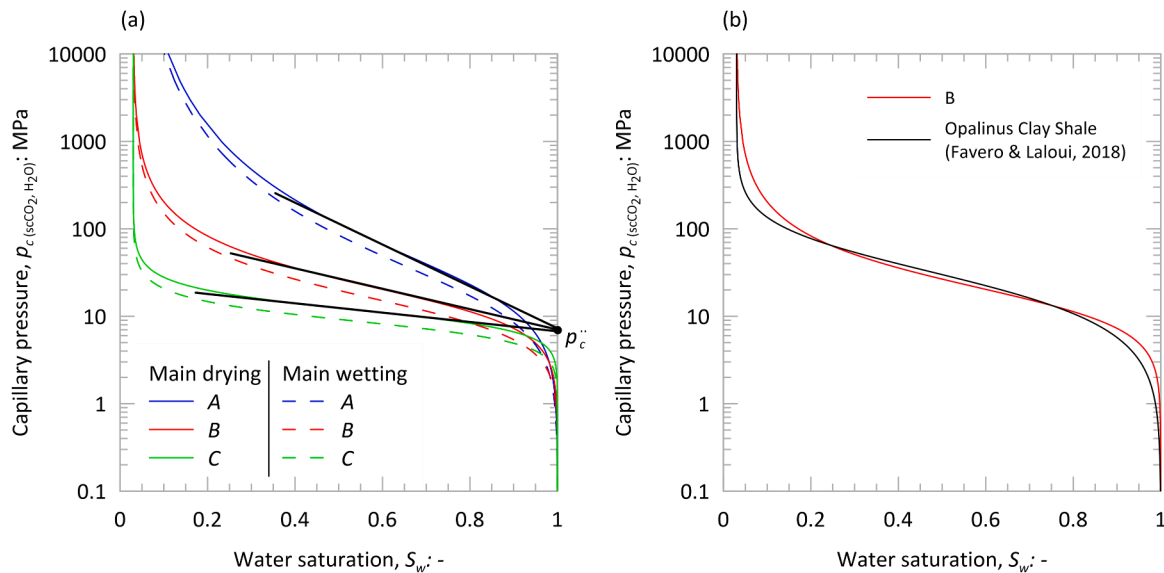 (a)
10000
1000
100
10
1
0.1
0
0.2
0.4
0.6
0.8
1
Capillary pressure, p_c (scCO2, H2O): MPa
Water saturation, S_w: -
p_c¨
Main drying
A
B
C
Main wetting
A
B
C
(b)
10000
1000
100
10
1
0.1
0
0.2
0.4
0.6
0.8
1
Capillary pressure, p_c (scCO2, H2O): MPa
Water saturation, S_w: -
B
Opalinus Clay Shale
(Favero & Laloui, 2018)